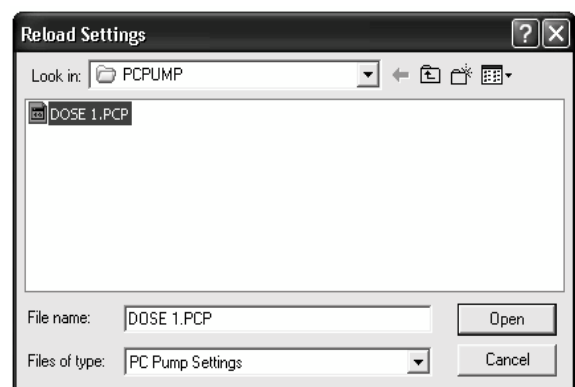 Reload Settings
Look in: PCPUMP
DOSE 1.PCP
File name: DOSE 1.PCP Open
Files of type: PC Pump Settings Cancel